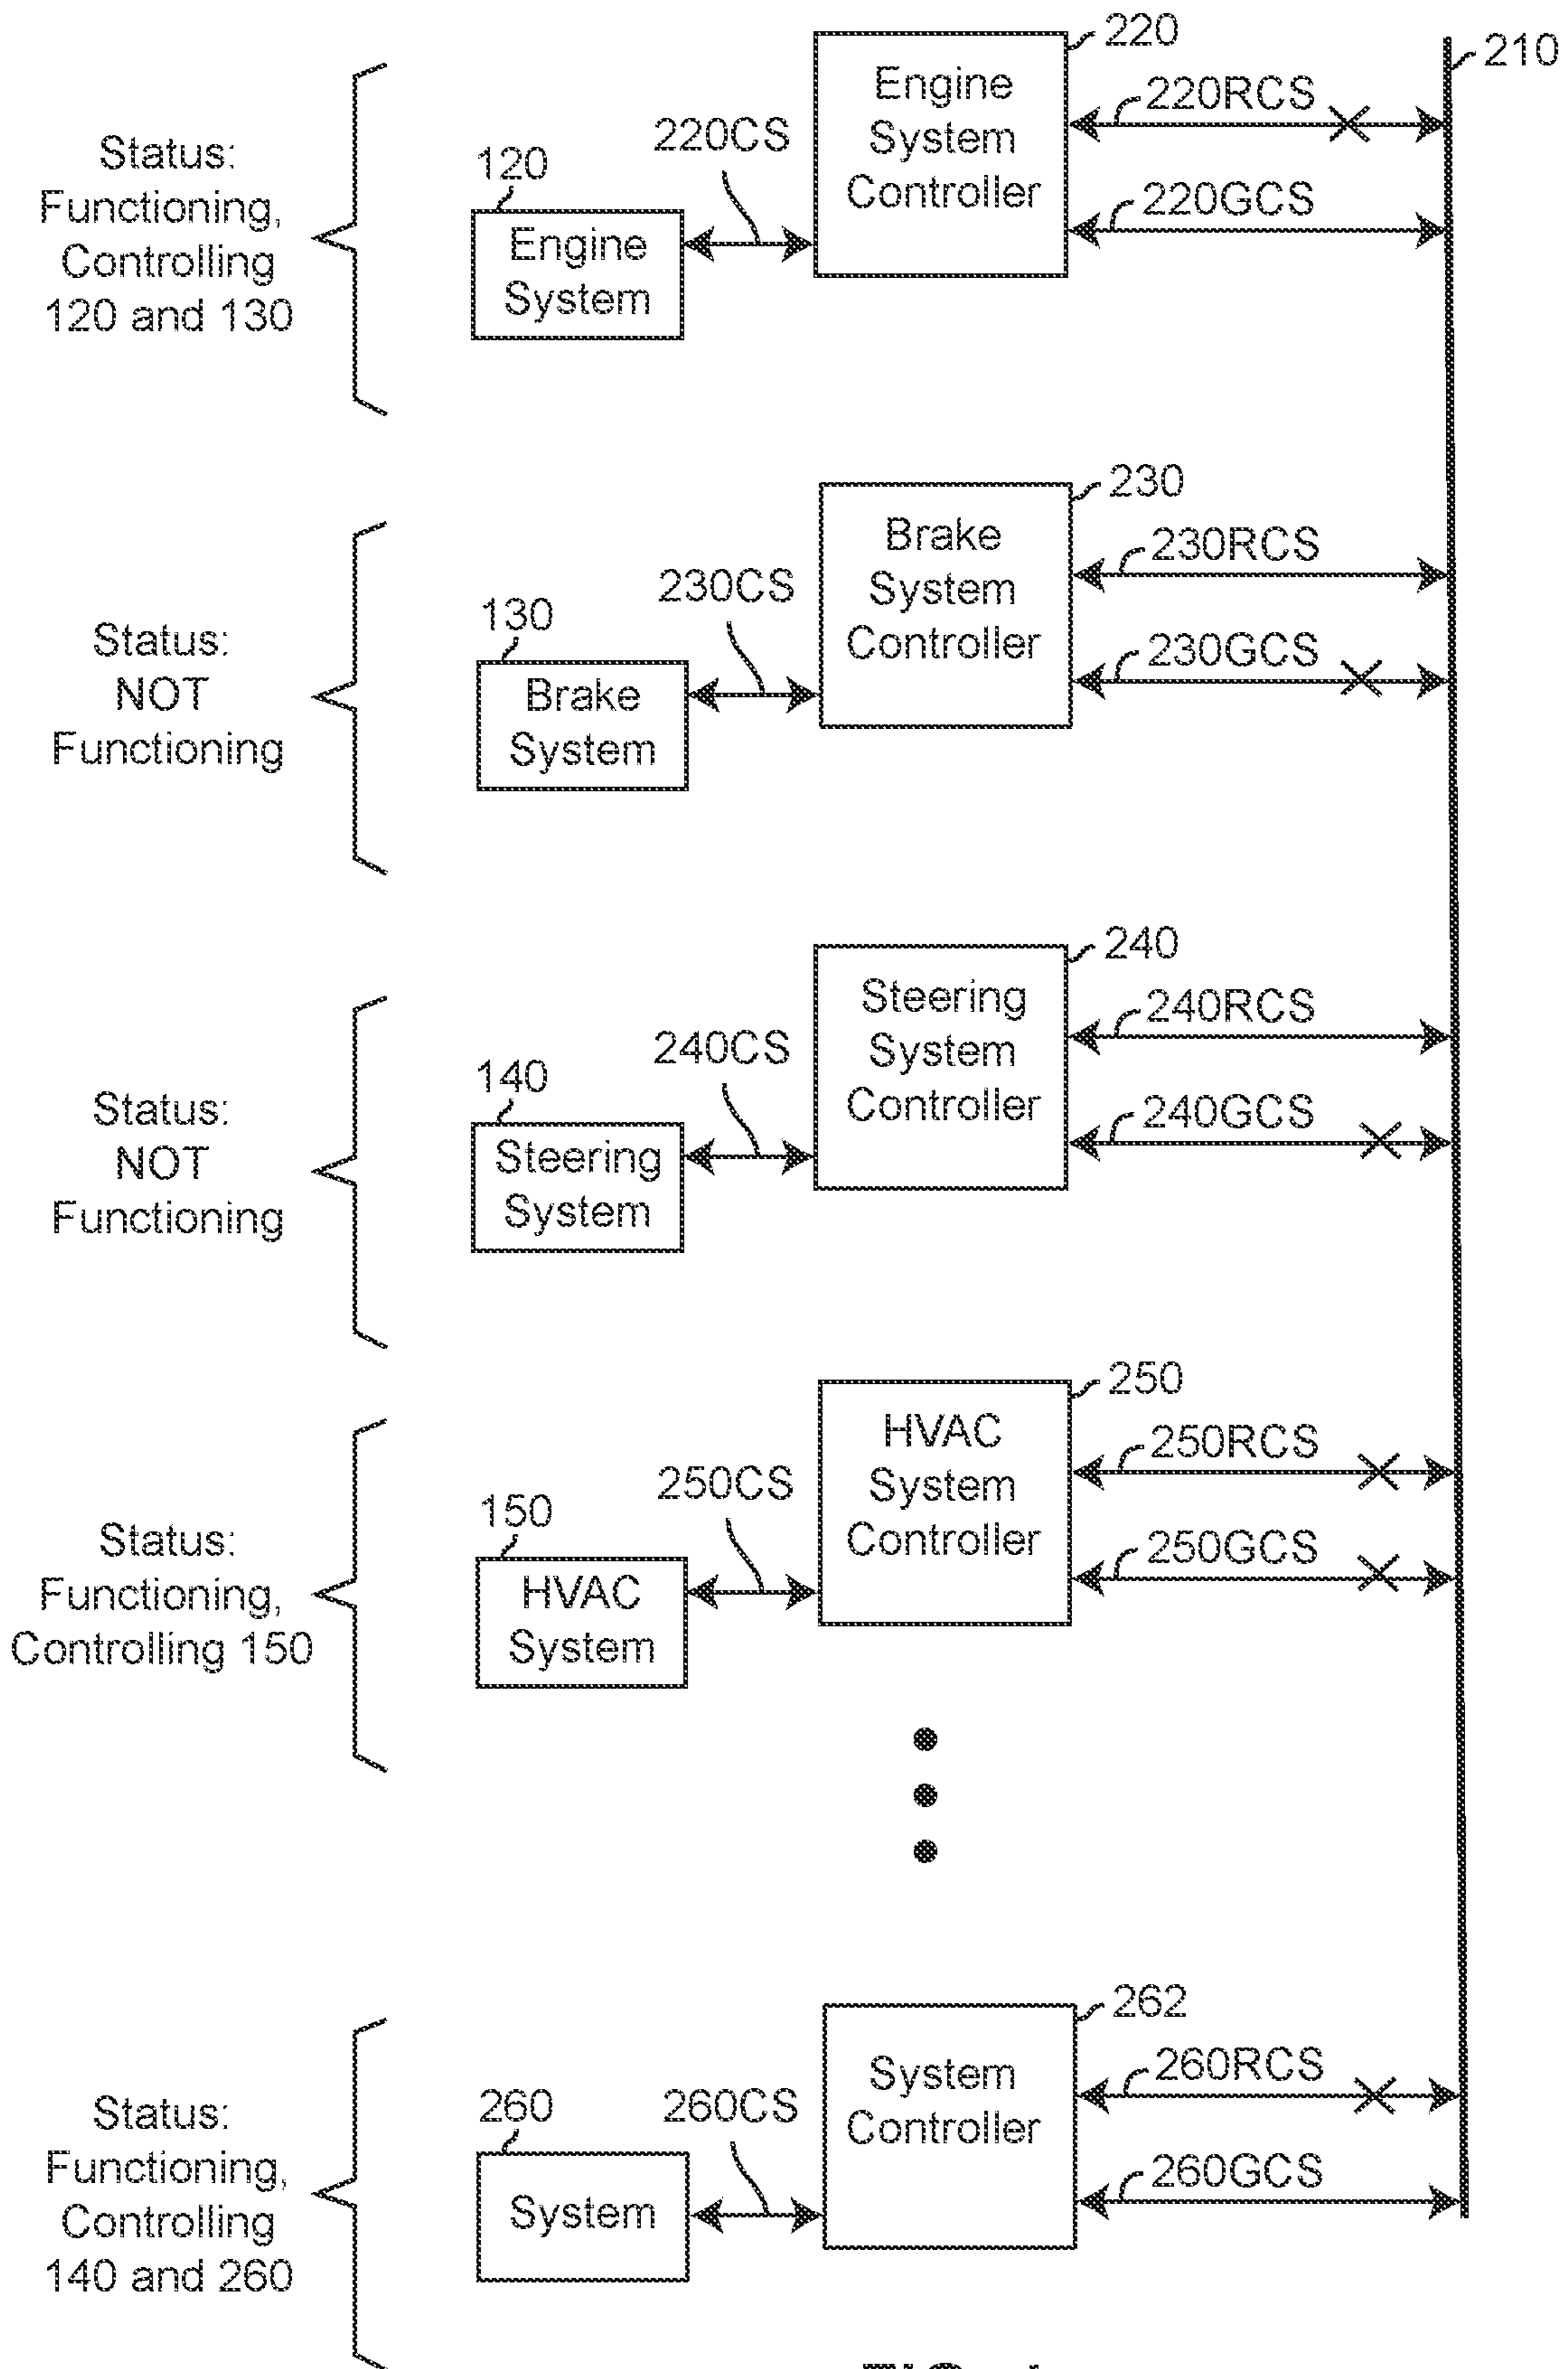 Status:
Functioning,
Controlling
120 and 130
120
Engine
System
220CS
220
Engine
System
Controller
220RCS
220GCS
210
Status:
NOT
Functioning
130
Brake
System
230CS
230
Brake
System
Controller
230RCS
230GCS
Status:
NOT
Functioning
140
Steering
System
240CS
240
Steering
System
Controller
240RCS
240GCS
Status:
Functioning,
Controlling 150
150
HVAC
System
250CS
250
HVAC
System
Controller
250RCS
250GCS
Status:
Functioning,
Controlling
140 and 260
260
System
260CS
262
System
Controller
260RCS
260GCS